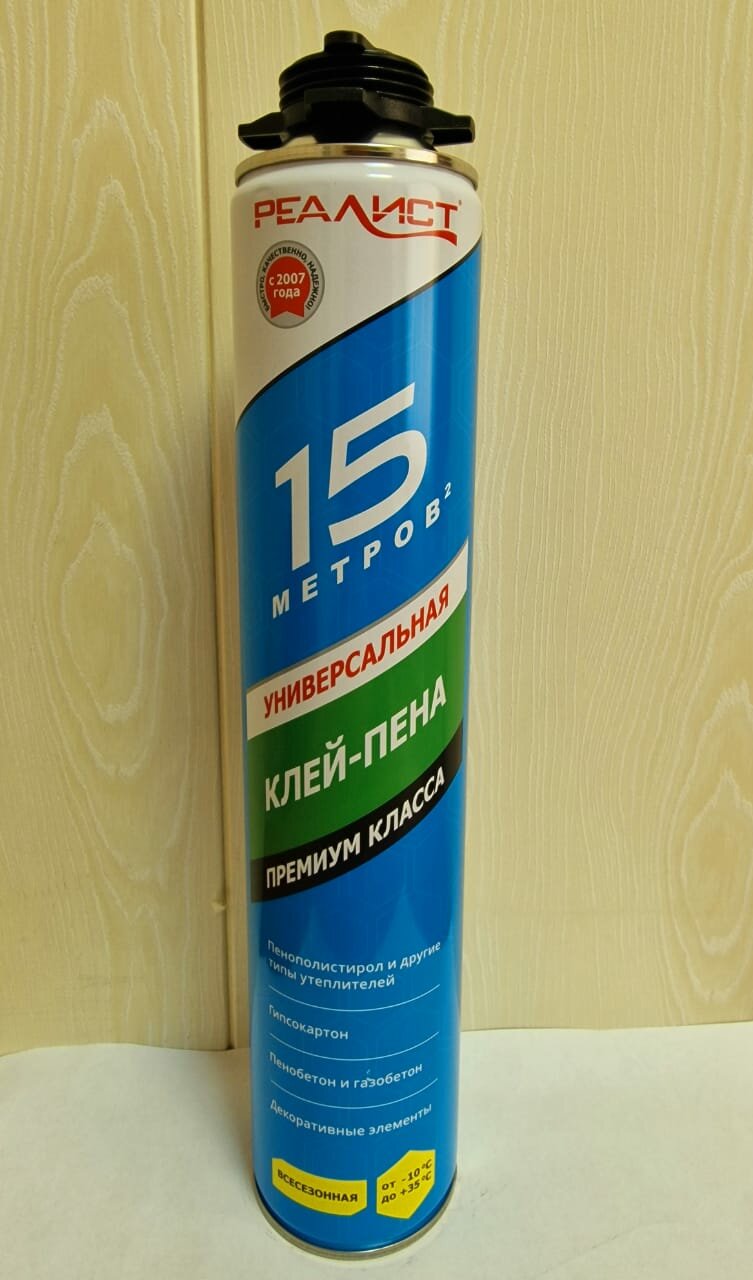 РЕАЛИСТ®
БЫСТРО, КАЧЕСТВЕННО, НАДЕЖНО!
с 2007
года
15
МЕТРОВ²
УНИВЕРСАЛЬНАЯ
КЛЕЙ-ПЕНА
ПРЕМИУМ КЛАССА
Пенополистирол и другие
типы утеплителей
Гипсокартон
Пенобетон и газобетон
Декоративные элементы
ВСЕСЕЗОННАЯ
от -10°C
до +35°C